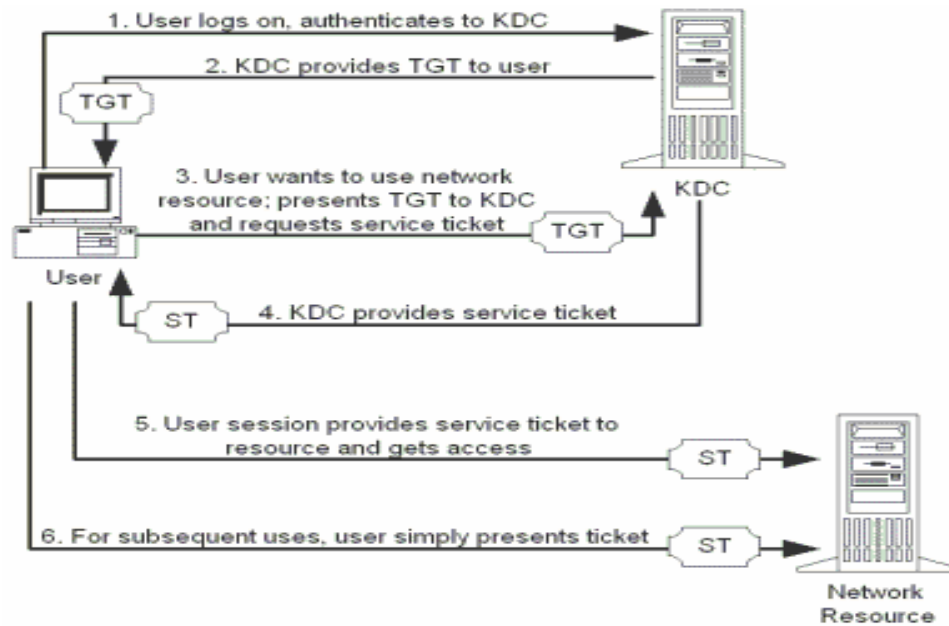 1. User logs on, authenticates to KDC
2. KDC provides TGT to user
TGT
3. User wants to use network
resource; presents TGT to KDC
and requests service ticket
TGT
KDC
User
ST
4. KDC provides service ticket
5. User session provides service ticket to
resource and gets access
ST
6. For subsequent uses, user simply presents ticket
ST
Network
Resource